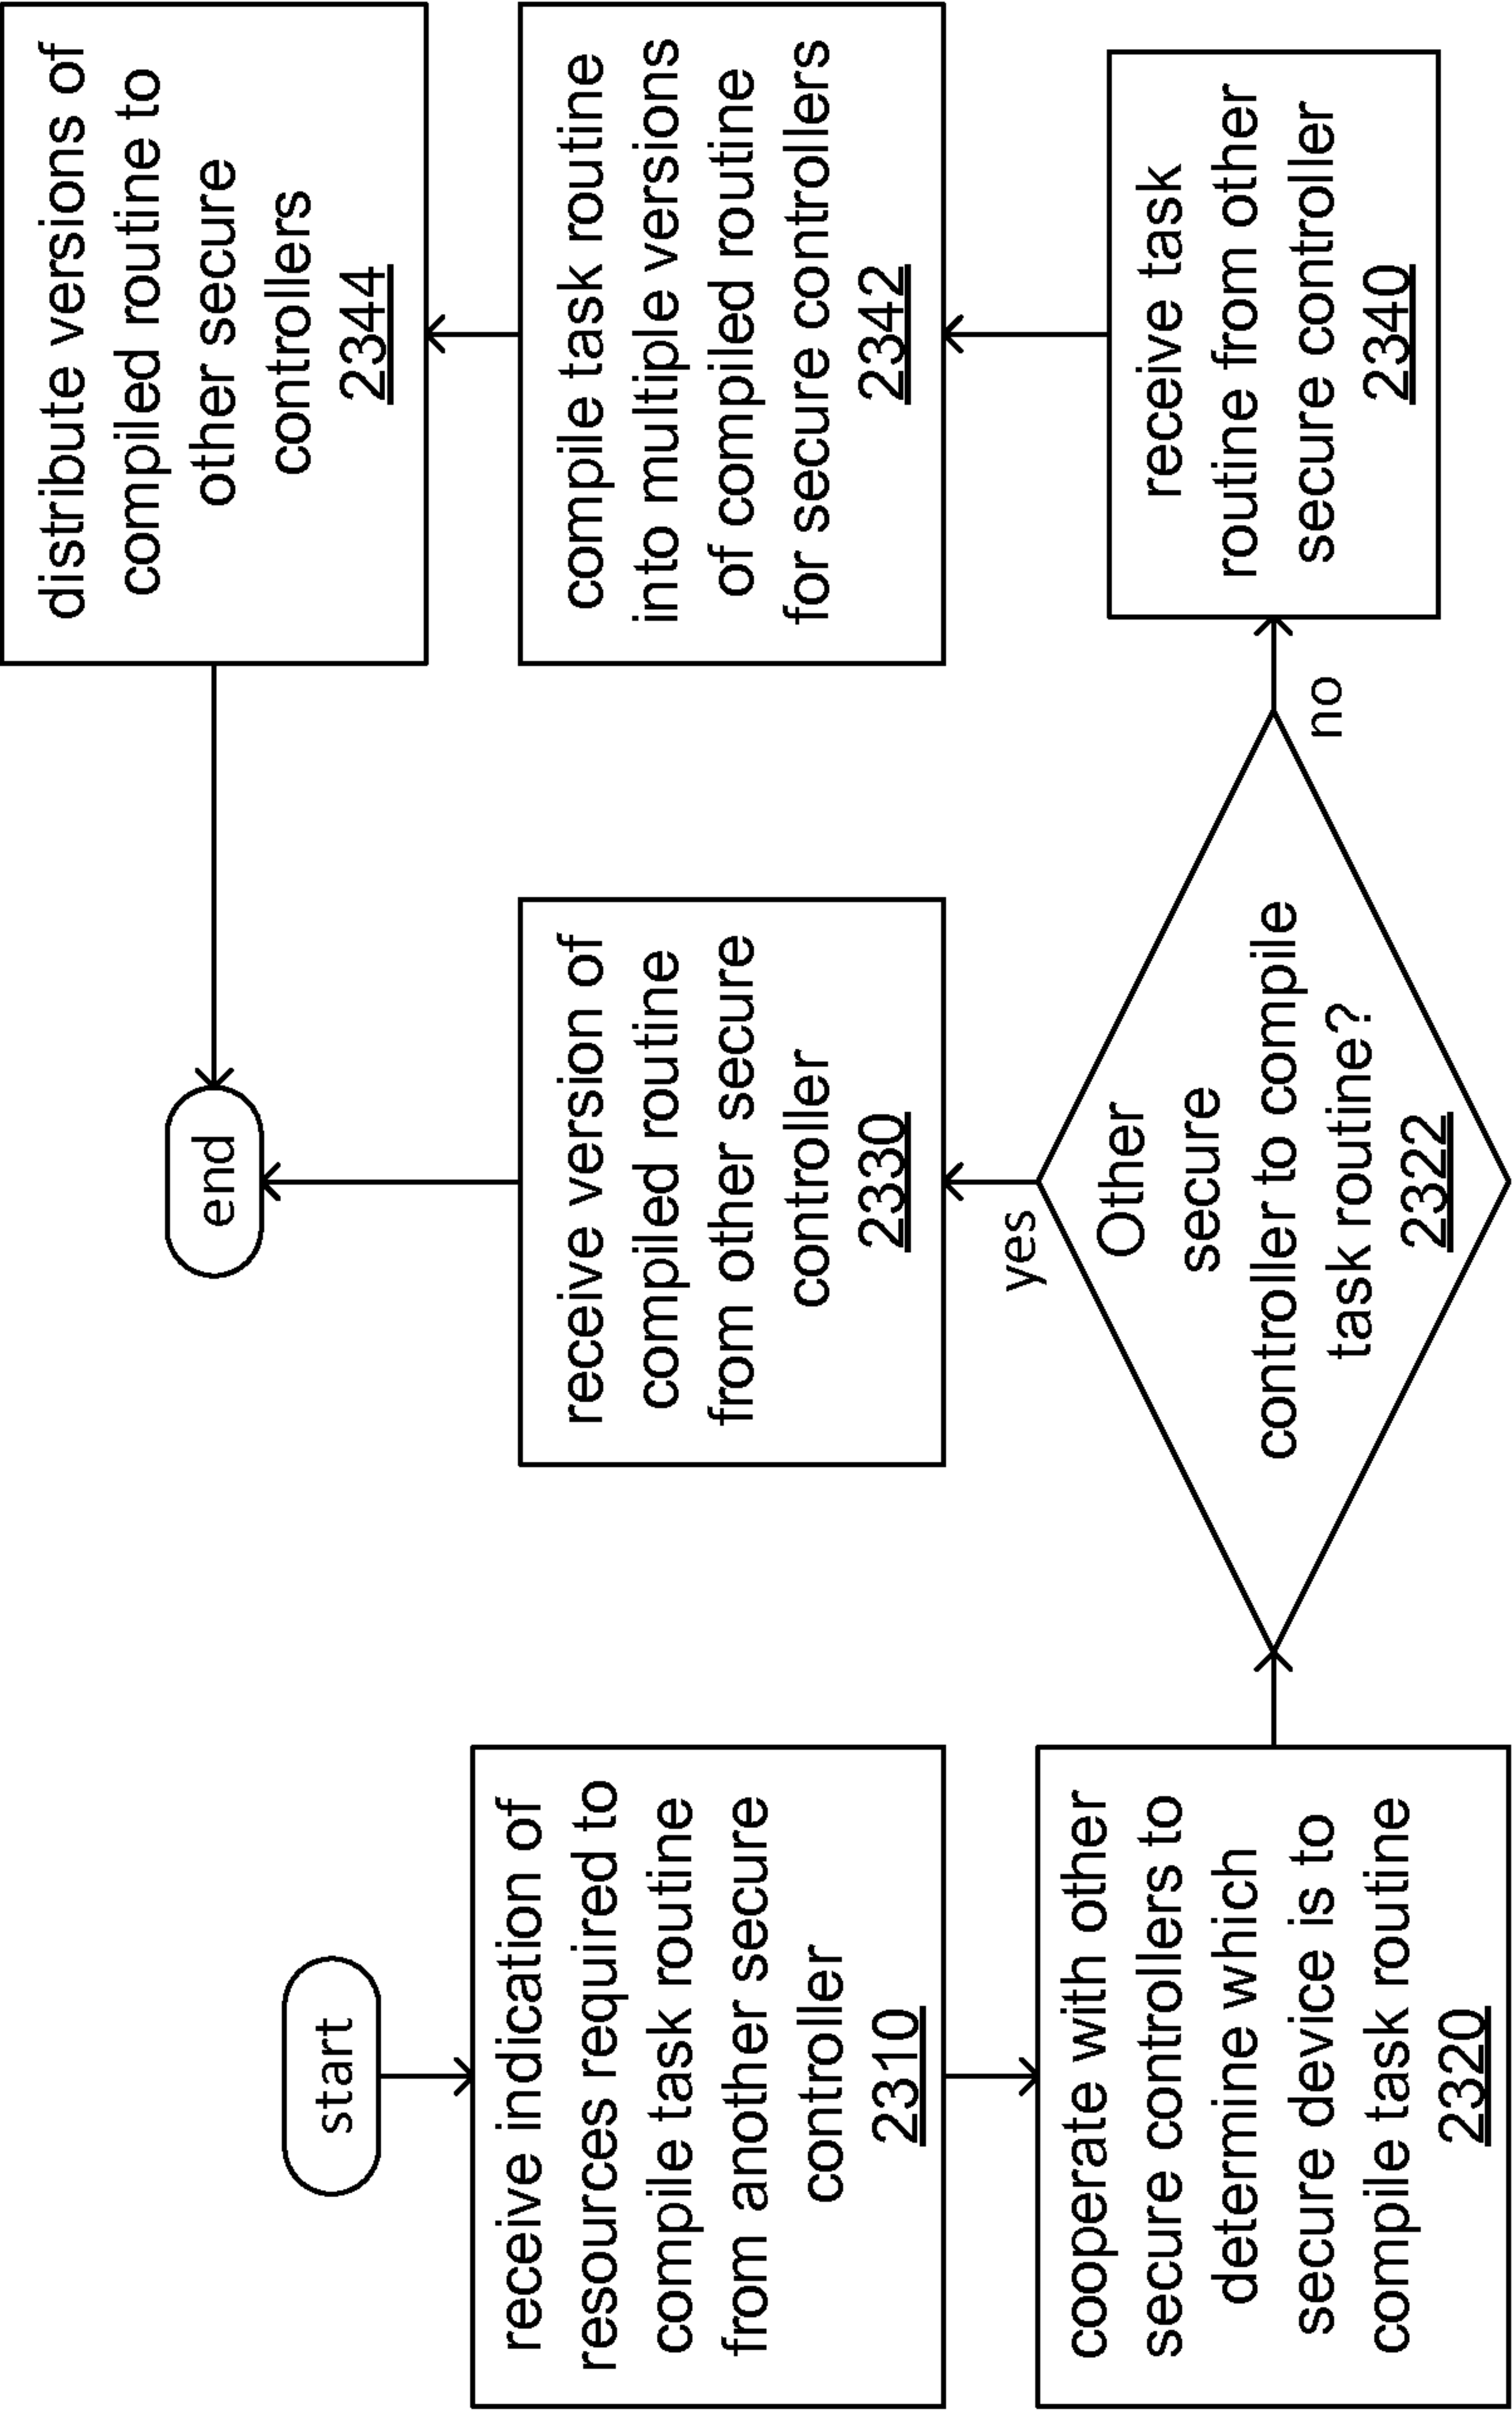 start
receive indication of
resources required to
compile task routine
from another secure
controller
2310
cooperate with other
secure controllers to
determine which
secure device is to
compile task routine
2320
Other
secure
controller to compile
task routine?
2322
yes
receive version of
compiled routine
from other secure
controller
2330
end
no
receive task
routine from other
secure controller
2340
compile task routine
into multiple versions
of compiled routine
for secure controllers
2342
distribute versions of
compiled routine to
other secure
controllers
2344